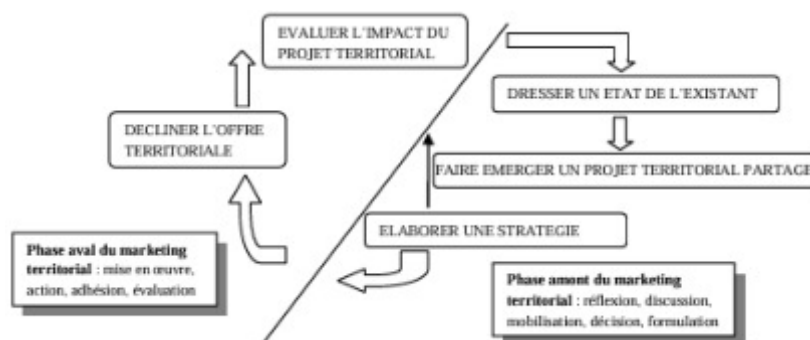 EVALUER L'IMPACT DU
PROJET TERRITORIAL
DRESSER UN ETAT DE L'EXISTANT
DECLINER L'OFFRE
TERRITORIALE
FAIRE EMERGER UN PROJET TERRITORIAL PARTAGE
ELABORER UNE STRATEGIE
Phase aval du marketing
territorial : mise en œuvre,
action, adhésion, évaluation
Phase amont du marketing
territorial : réflexion, discussion,
mobilisation, décision, formulation